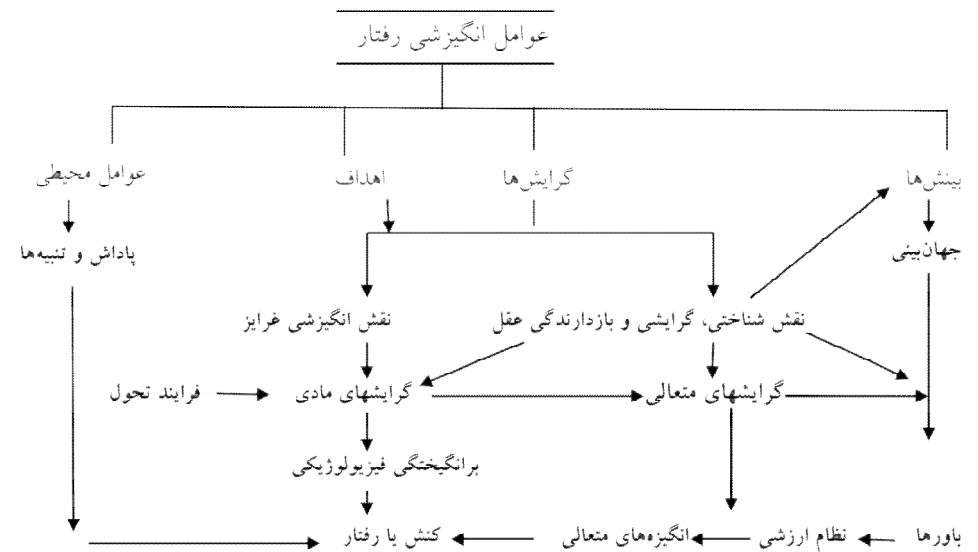 عوامل انگیزشی رفتار
بینش‌ها
گرایش‌ها
اهداف
عوامل محیطی
جهان‌بینی
پاداش و تنبیه‌ها
نقش شناختی، گرایشی و بازدارندگی عقل
نقش انگیزشی غرایز
گرایشهای متعالی
گرایشهای مادی
فرایند تحول
برانگیختگی فیزیولوژیکی
باورها
نظام ارزشی
انگیزه‌های متعالی
کنش یا رفتار